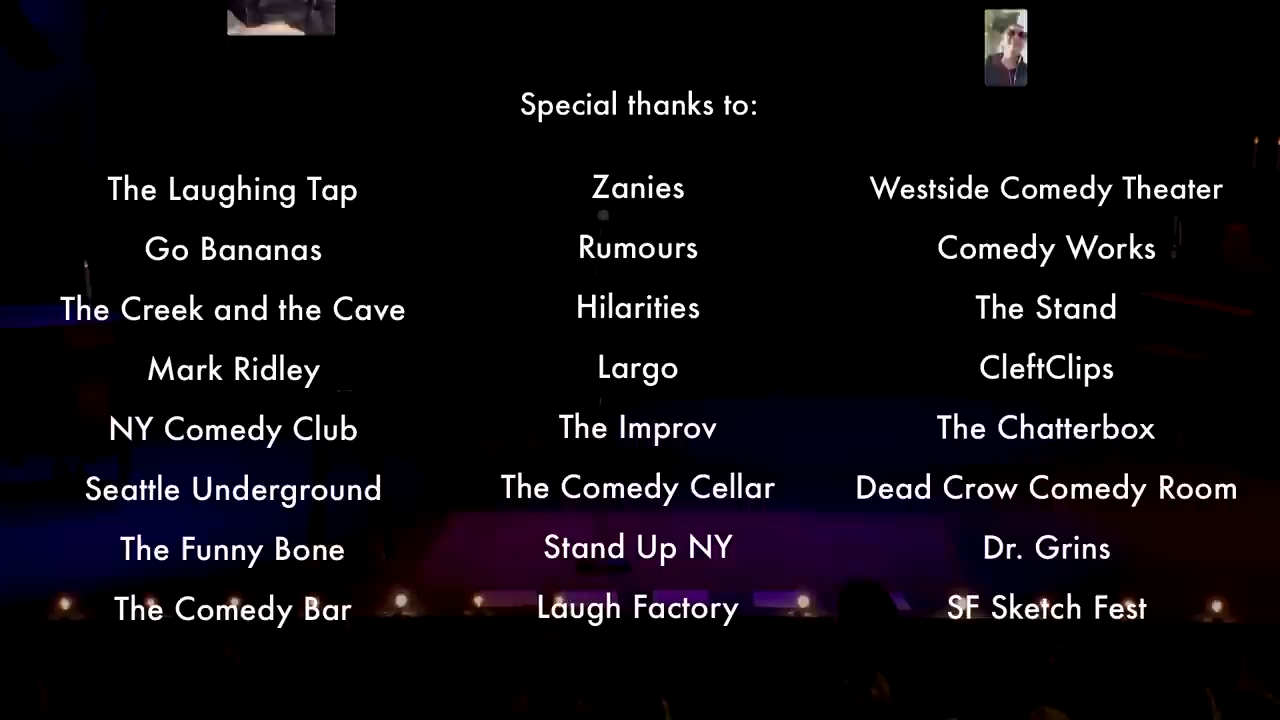 Special thanks to:
The Laughing Tap
Go Bananas
The Creek and the Cave
Mark Ridley
NY Comedy Club
Seattle Underground
The Funny Bone
The Comedy Bar
Zanies
Rumours
Hilarities
Largo
The Improv
The Comedy Cellar
Stand Up NY
Laugh Factory
Westside Comedy Theater
Comedy Works
The Stand
CleftClips
The Chatterbox
Dead Crow Comedy Room
Dr. Grins
SF Sketch Fest